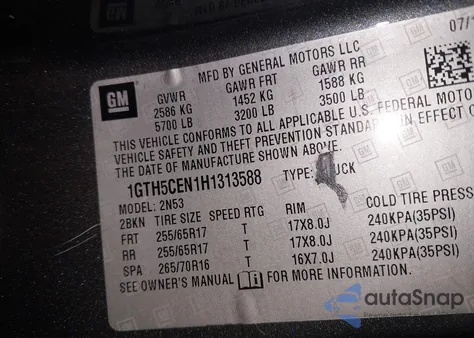 GM
MFD BY GENERAL MOTORS LLC
07/1
GVWR GAWR FRT GAWR RR
2586 KG 1452 KG 1588 KG
5700 LB 3200 LB 3500 LB
THIS VEHICLE CONFORMS TO ALL APPLICABLE U.S. FEDERAL MOTO
VEHICLE SAFETY AND THEFT PREVENTION STANDARDS IN EFFECT O
THE DATE OF MANUFACTURE SHOWN ABOVE.
1GTH5CEN1H1313588 TYPE: UCK
MODEL: 2N53
2BKN TIRE SIZE SPEED RTG RIM COLD TIRE PRES
FRT 255/65R17 T 17X8.0J 240KPA(35PSI)
RR 255/65R17 T 17X8.0J 240KPA(35PSI)
SPA 265/70R16 T 16X7.0J 240KPA(35PSI)
SEE OWNER'S MANUAL FOR MORE INFORMATION.
autaSnap